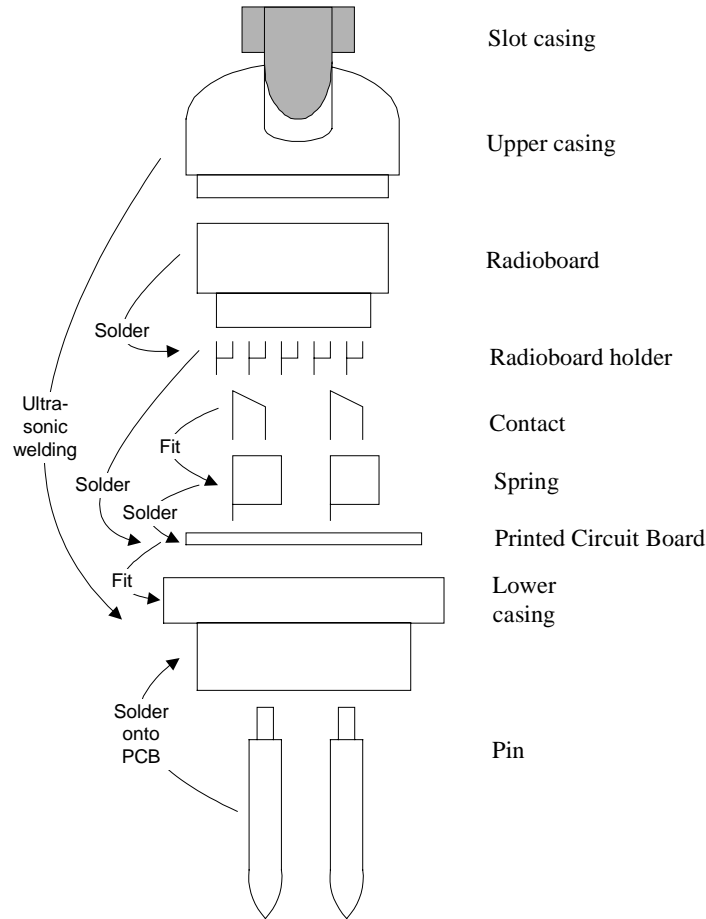 Slot casing
Upper casing
Radioboard
Solder
Radioboard holder
Ultra-
sonic
welding
Contact
Fit
Solder
Spring
Solder
Printed Circuit Board
Fit
Lower
casing
Solder
onto
PCB
Pin